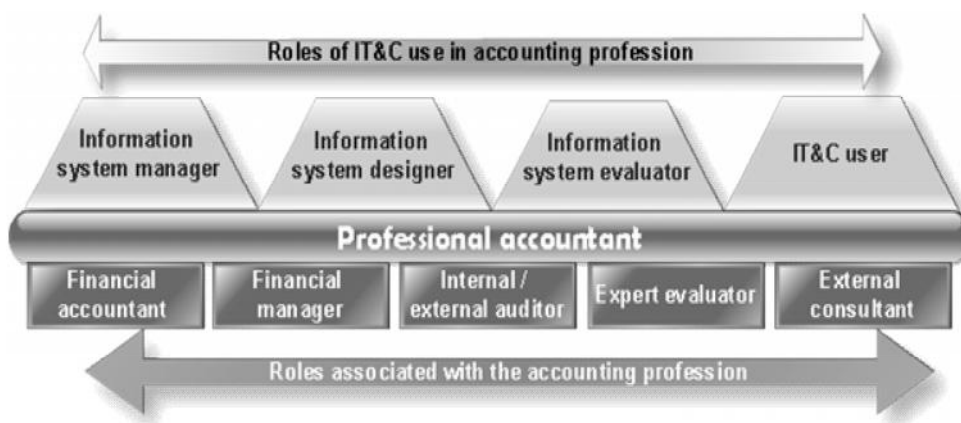 Roles of IT&C use in accounting profession
Information
system manager
Information
system designer
Information
system evaluator
IT&C user
Professional accountant
Financial
accountant
Financial
manager
Internal /
external auditor
Expert evaluator
External
consultant
Roles associated with the accounting profession